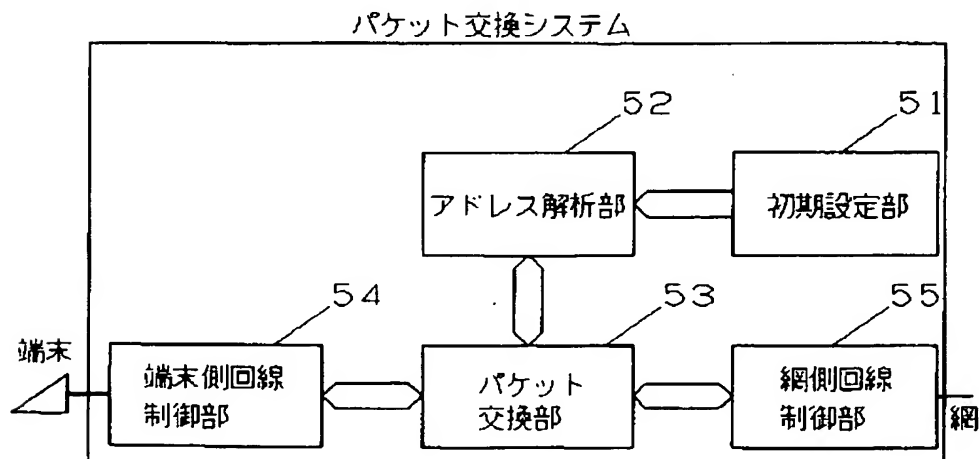 パケット交換システム
52
51
アドレス解析部
初期設定部
54
53
55
端末
端末側回線
制御部
パケット
交換部
網側回線
制御部
網